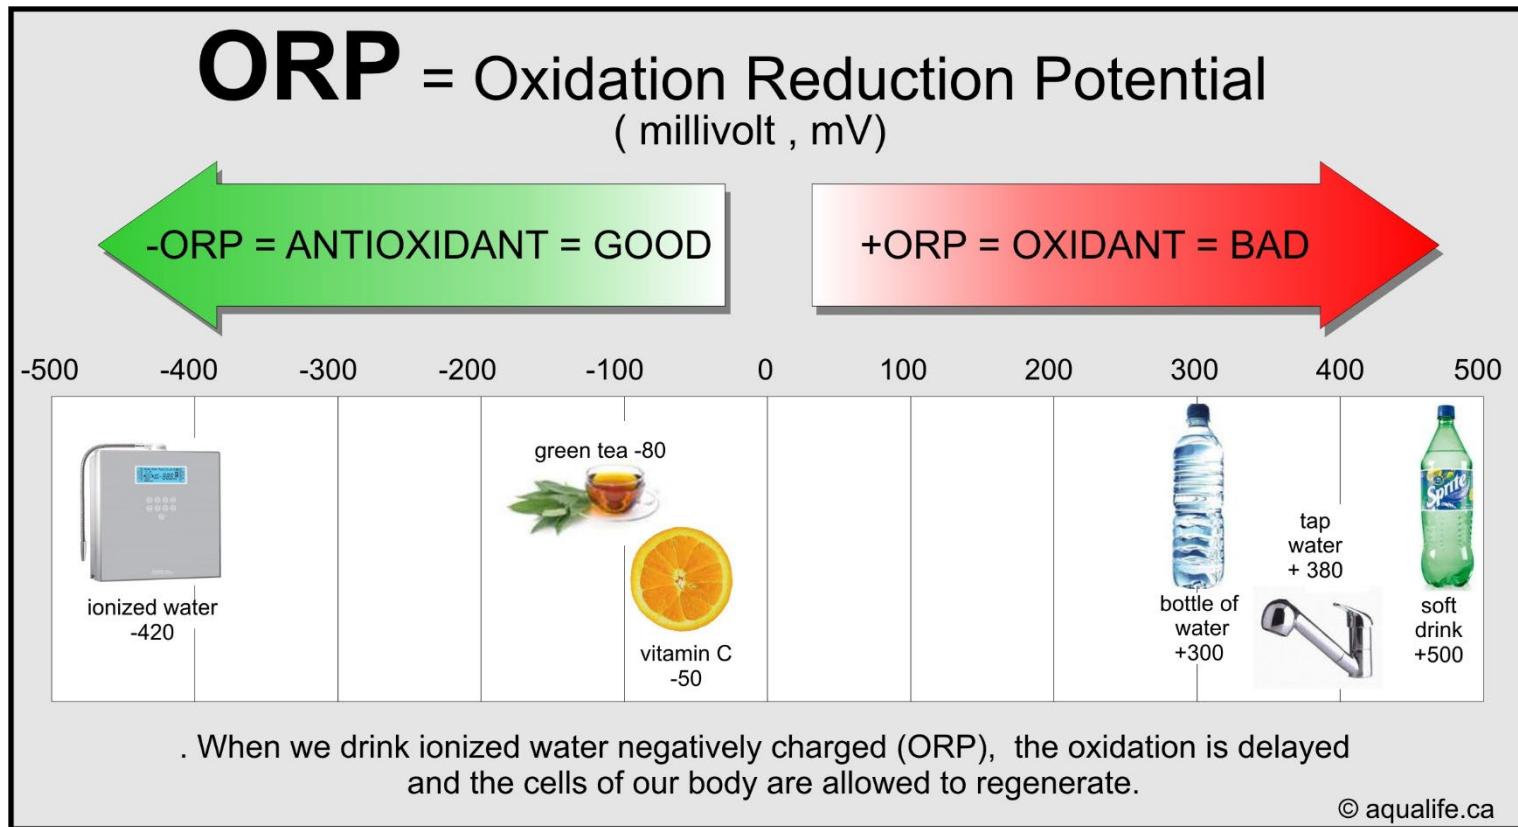 ORP = Oxidation Reduction Potential
( millivolt , mV)
-ORP = ANTIOXIDANT = GOOD
+ORP = OXIDANT = BAD
-500 -400 -300 -200 -100 0 100 200 300 400 500
green tea -80
ionized water
-420
vitamin C
-50
bottle of
water
+300
tap
water
+ 380
Sprite
soft
drink
+500
. When we drink ionized water negatively charged (ORP), the oxidation is delayed
and the cells of our body are allowed to regenerate.
© aqualife.ca